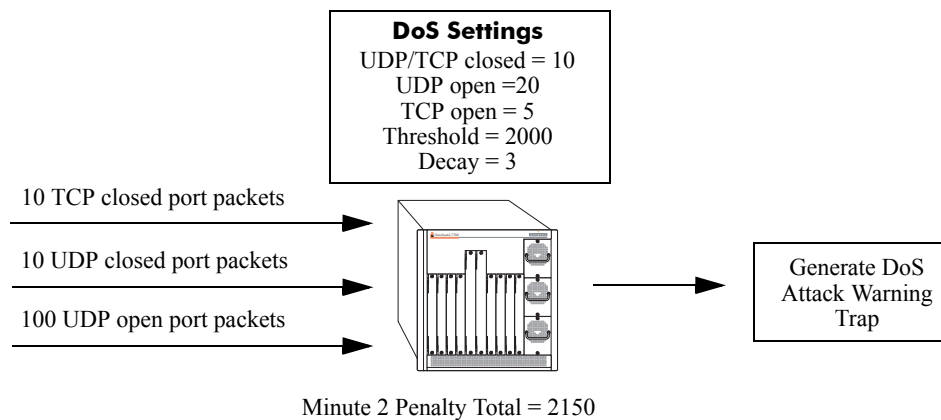 DoS Settings
UDP/TCP closed = 10
UDP open =20
TCP open = 5
Threshold = 2000
Decay = 3
10 TCP closed port packets
10 UDP closed port packets
100 UDP open port packets
Generate DoS
Attack Warning
Trap
Minute 2 Penalty Total = 2150